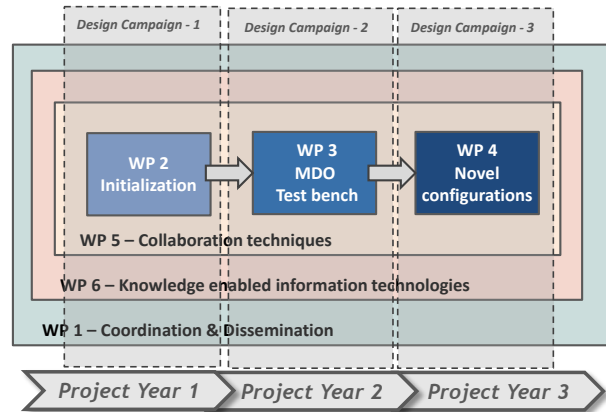 Design Campaign - 1
Design Campaign - 2
Design Campaign - 3
WP 2
Initialization
WP 3
MDO
Test bench
WP 4
Novel
configurations
WP 5 – Collaboration techniques
WP 6 – Knowledge enabled information technologies
WP 1 – Coordination & Dissemination
Project Year 1
Project Year 2
Project Year 3